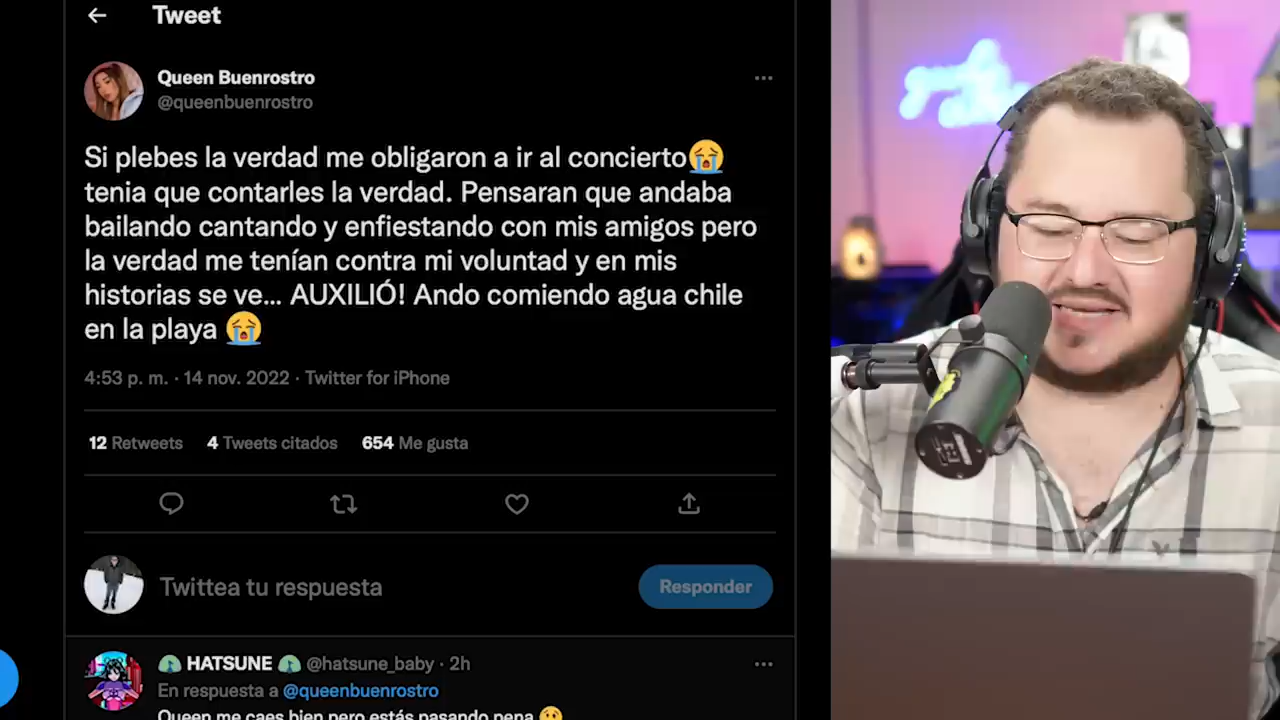 Tweet
Queen Buenrostro
@queenbuenrostro
Si plebes la verdad me obligaron a ir al concierto😭
tenia que contarles la verdad. Pensaran que andaba
bailando cantando y enfiestando con mis amigos pero
la verdad me tenían contra mi voluntad y en mis
historias se ve... AUXILIÓ! Ando comiendo agua chile
en la playa 😭
4:53 p. m. · 14 nov. 2022 · Twitter for iPhone
12 Retweets 4 Tweets citados 654 Me gusta
Twittea tu respuesta
Responder
HATSUNE @hatsune_baby · 2h
En respuesta a @queenbuenrostro
Queen me caes bien pero estás pasando pena